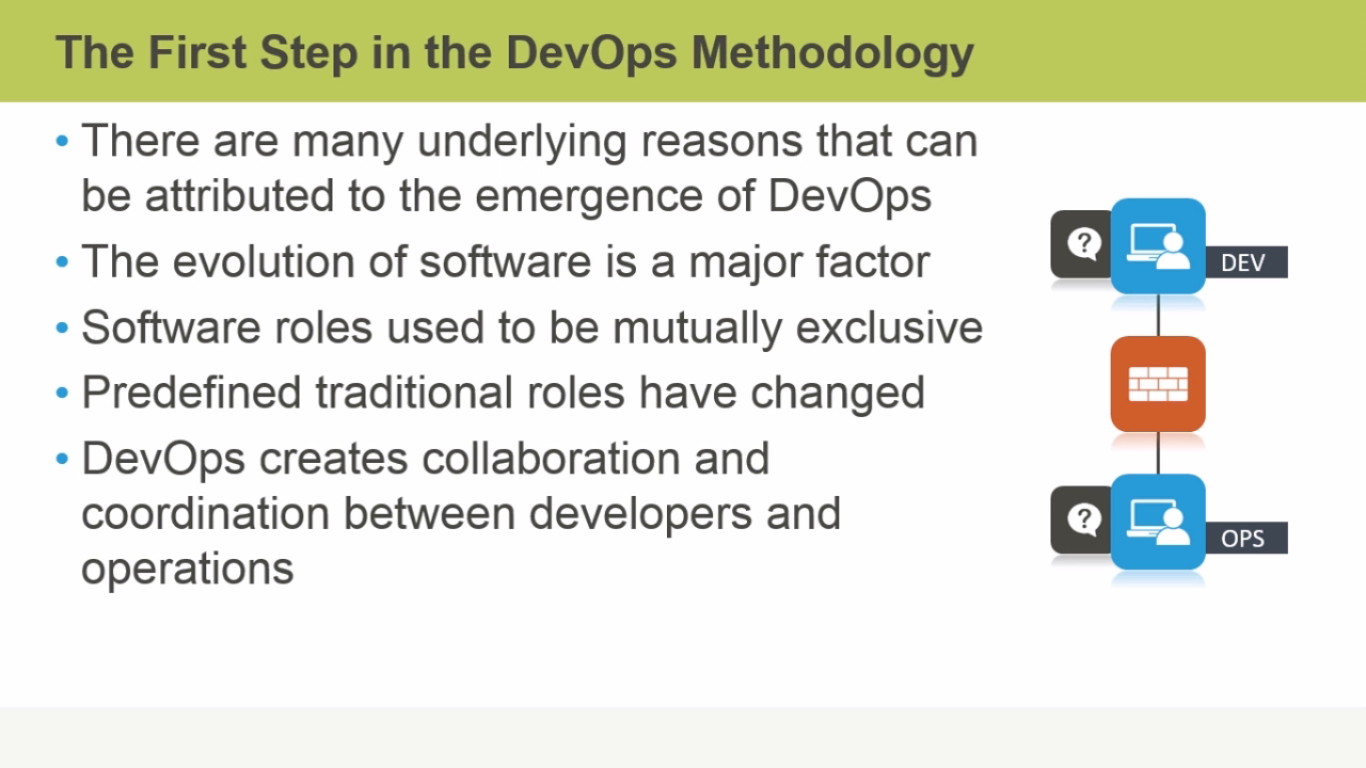 The First Step in the DevOps Methodology
• There are many underlying reasons that can
be attributed to the emergence of DevOps
• The evolution of software is a major factor
• Software roles used to be mutually exclusive
• Predefined traditional roles have changed
• DevOps creates collaboration and
coordination between developers and
operations
?
DEV
?
OPS